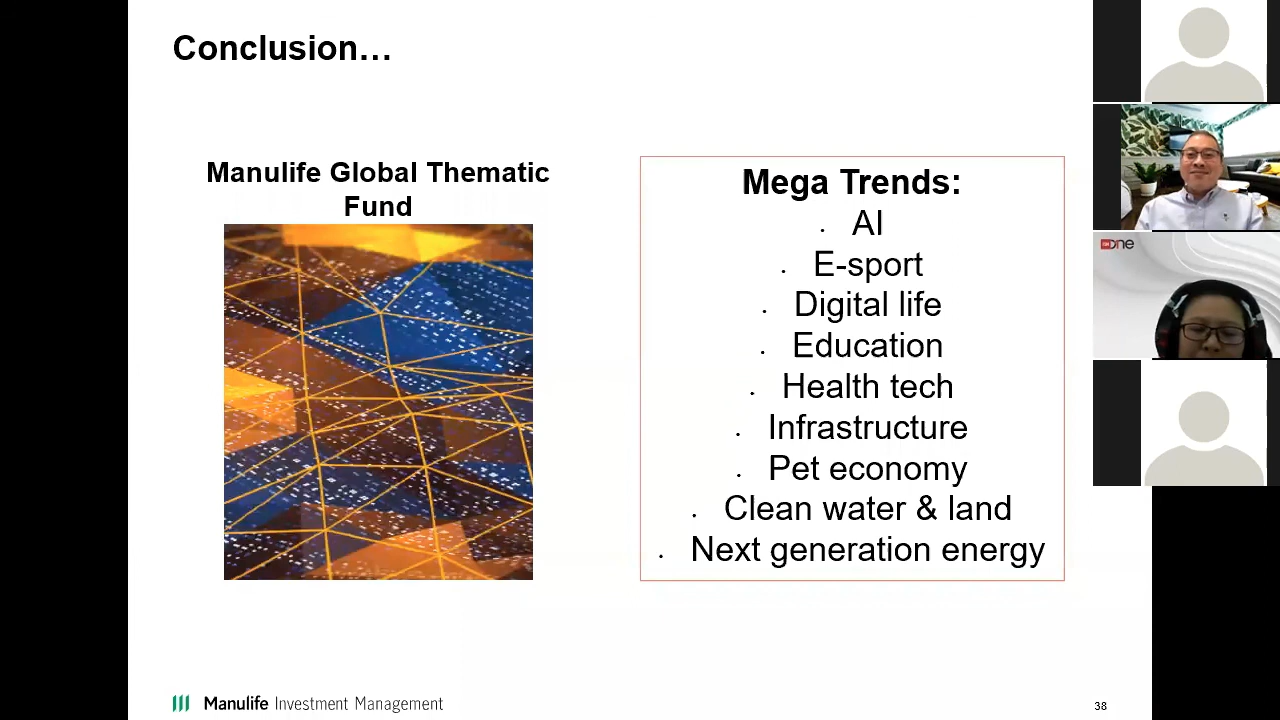 Conclusion…
Manulife Global Thematic
Fund
Mega Trends:
• AI
• E-sport
• Digital life
• Education
• Health tech
• Infrastructure
• Pet economy
• Clean water & land
• Next generation energy
Manulife Investment Management
38